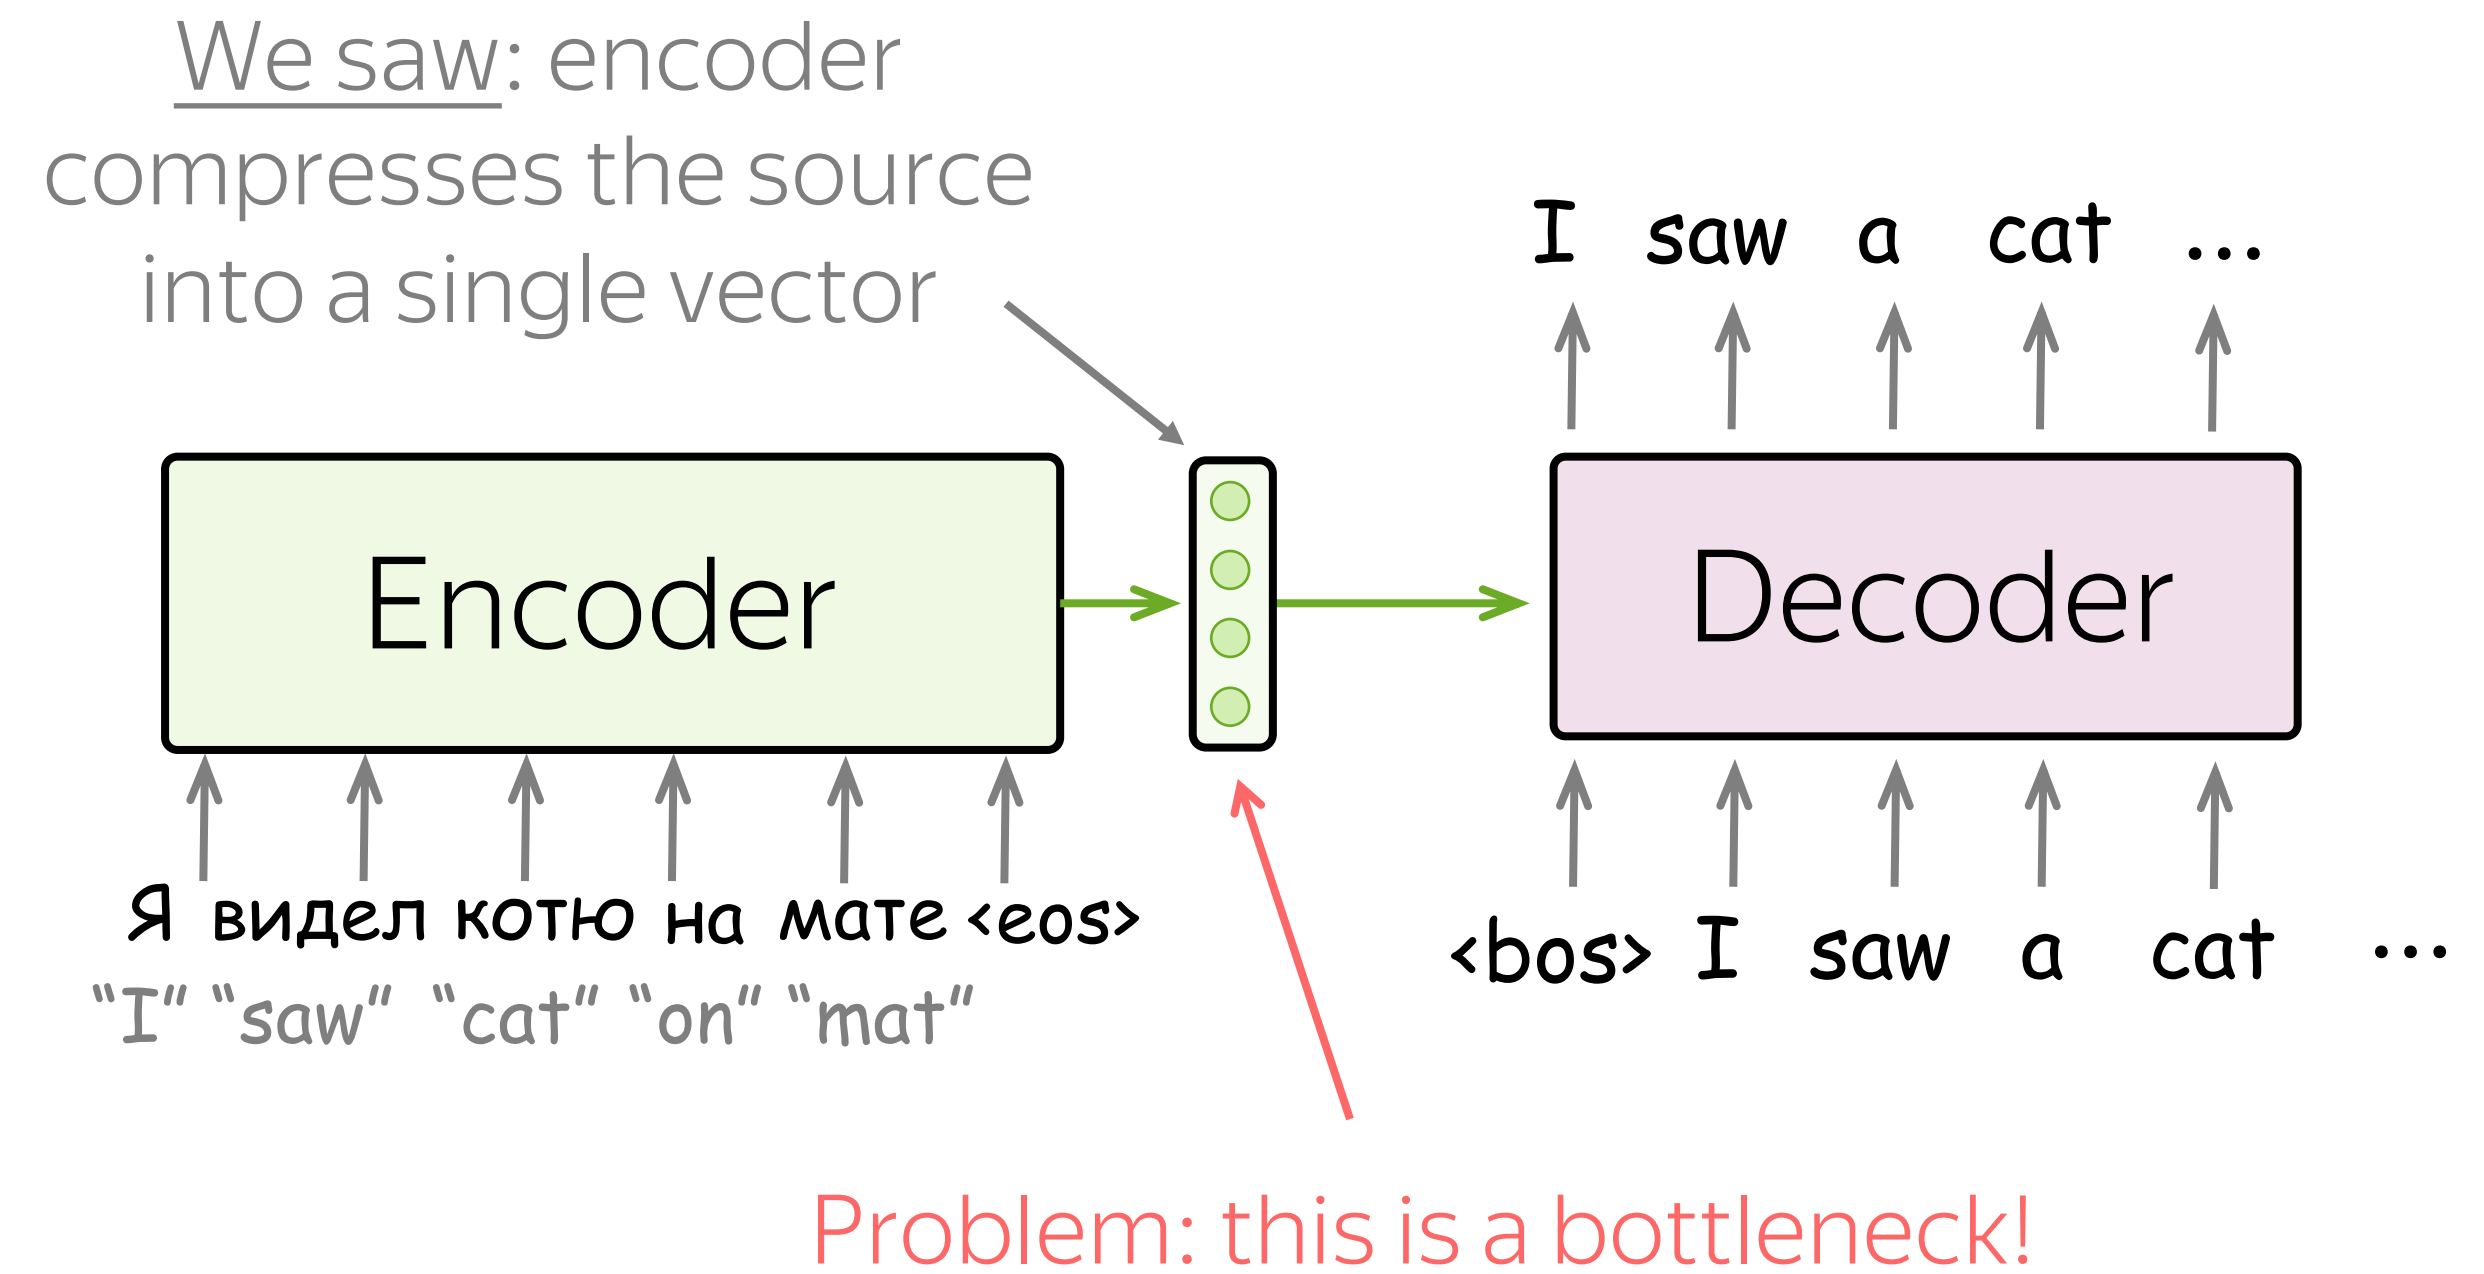 We saw: encoder
compresses the source
into a single vector
I saw a cat ...
Encoder
Decoder
Я видел котю на мате <eos>
"I" "saw" "cat" "on" "mat"
<bos> I saw a cat ...
Problem: this is a bottleneck!